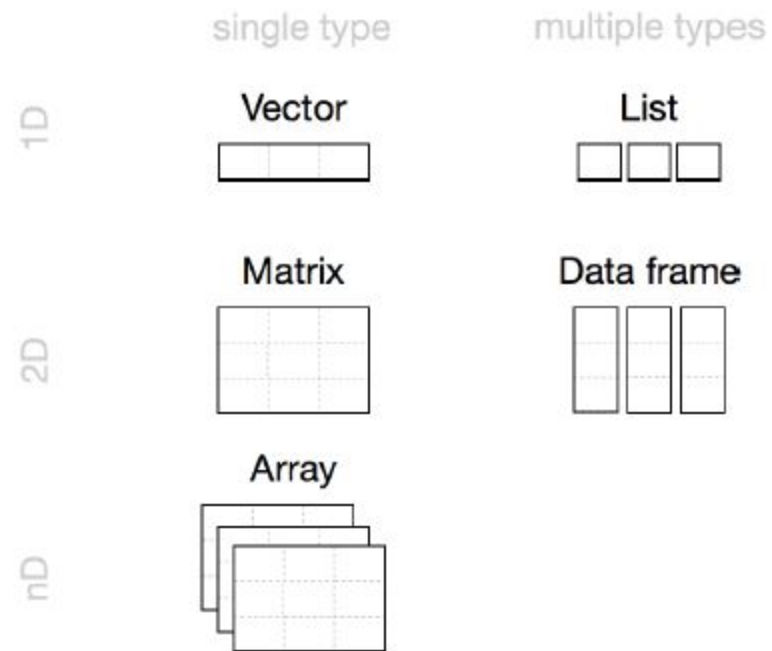 single type multiple types
1D
Vector List
2D
Matrix Data frame
nD
Array